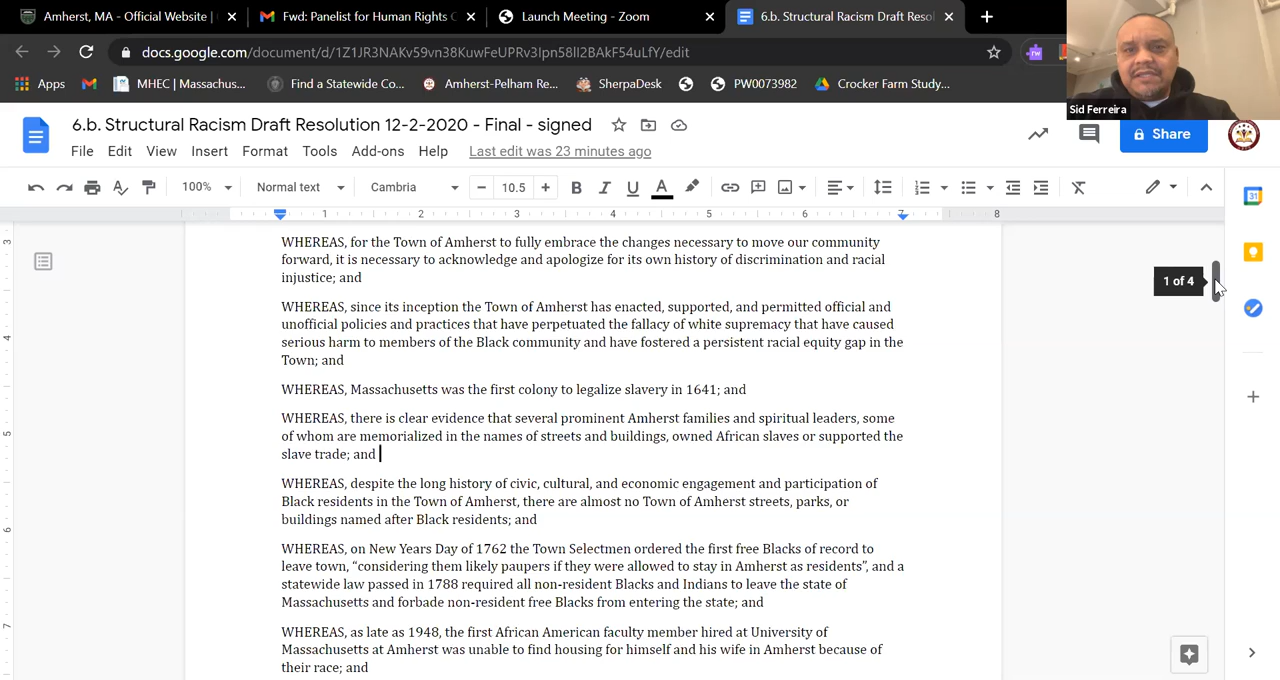 Amherst, MA - Official Website |
Fwd: Panelist for Human Rights C
Launch Meeting - Zoom
6.b. Structural Racism Draft Resol
docs.google.com/document/d/1Z1JR3NAKv59vn38KuwFeUPRv3Ipn58Il2BAkF54uLfY/edit
Apps
MHEC | Massachus...
Find a Statewide Co...
Amherst-Pelham Re...
SherpaDesk
PW0073982
Crocker Farm Study...
Sid Ferreira
6.b. Structural Racism Draft Resolution 12-2-2020 - Final - signed
Share
File Edit View Insert Format Tools Add-ons Help Last edit was 23 minutes ago
100% Normal text Cambria 10.5 B I U A
1 2 3 4 5 6 7 8
WHEREAS, for the Town of Amherst to fully embrace the changes necessary to move our community
forward, it is necessary to acknowledge and apologize for its own history of discrimination and racial
injustice; and
1 of 4
WHEREAS, since its inception the Town of Amherst has enacted, supported, and permitted official and
unofficial policies and practices that have perpetuated the fallacy of white supremacy that have caused
serious harm to members of the Black community and have fostered a persistent racial equity gap in the
Town; and
WHEREAS, Massachusetts was the first colony to legalize slavery in 1641; and
WHEREAS, there is clear evidence that several prominent Amherst families and spiritual leaders, some
of whom are memorialized in the names of streets and buildings, owned African slaves or supported the
slave trade; and
WHEREAS, despite the long history of civic, cultural, and economic engagement and participation of
Black residents in the Town of Amherst, there are almost no Town of Amherst streets, parks, or
buildings named after Black residents; and
WHEREAS, on New Years Day of 1762 the Town Selectmen ordered the first free Blacks of record to
leave town, “considering them likely paupers if they were allowed to stay in Amherst as residents”, and a
statewide law passed in 1788 required all non-resident Blacks and Indians to leave the state of
Massachusetts and forbade non-resident free Blacks from entering the state; and
WHEREAS, as late as 1948, the first African American faculty member hired at University of
Massachusetts at Amherst was unable to find housing for himself and his wife in Amherst because of
their race; and
3
4
5
6
7
31